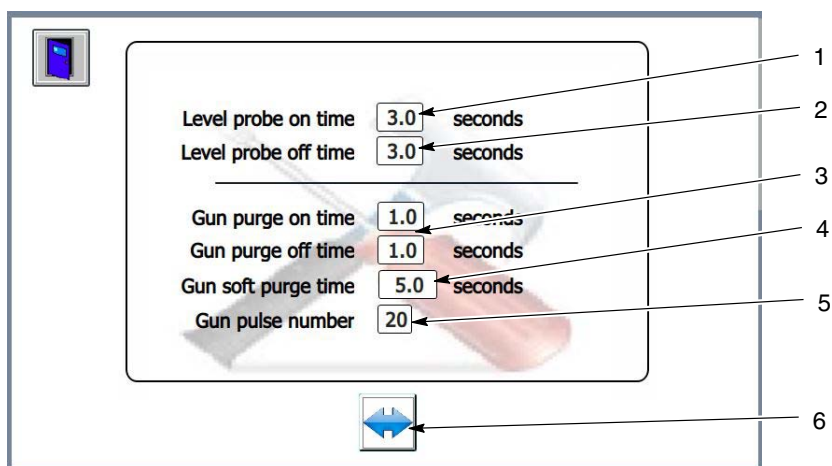 Level probe on time 3.0 seconds 1
Level probe off time 3.0 seconds 2
Gun purge on time 1.0 seconds 3
Gun purge off time 1.0 seconds
Gun soft purge time 5.0 seconds 4
Gun pulse number 20 5
6